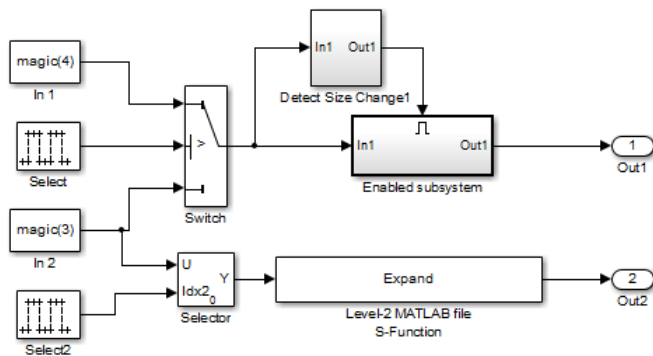 magic(4)
In 1
Select
magic(3)
In 2
Select2
>
Switch
In1 Out1
Detect Size Change1
In1 Out1
Enabled subsystem
1
Out1
U
Idx2 0
Y
Selector
Expand
Level-2 MATLAB file
S-Function
2
Out2